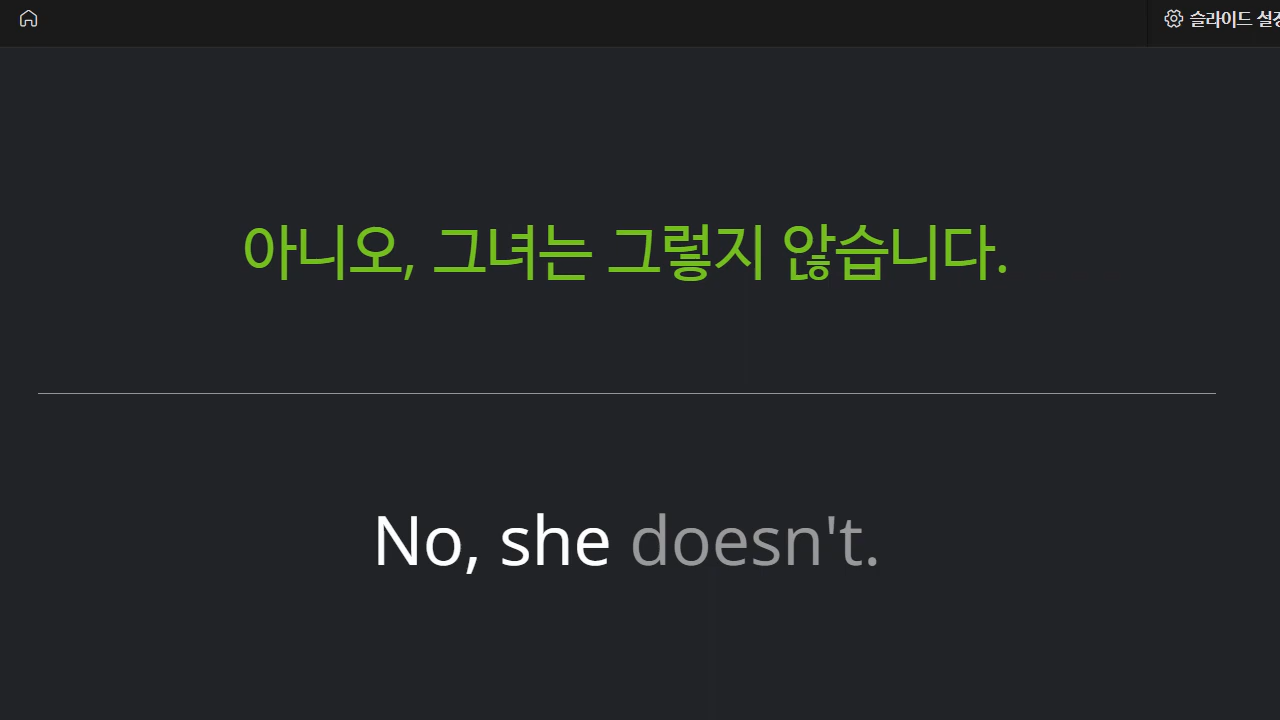 슬라이드
아니오, 그녀는 그렇지 않습니다.
No, she doesn't.